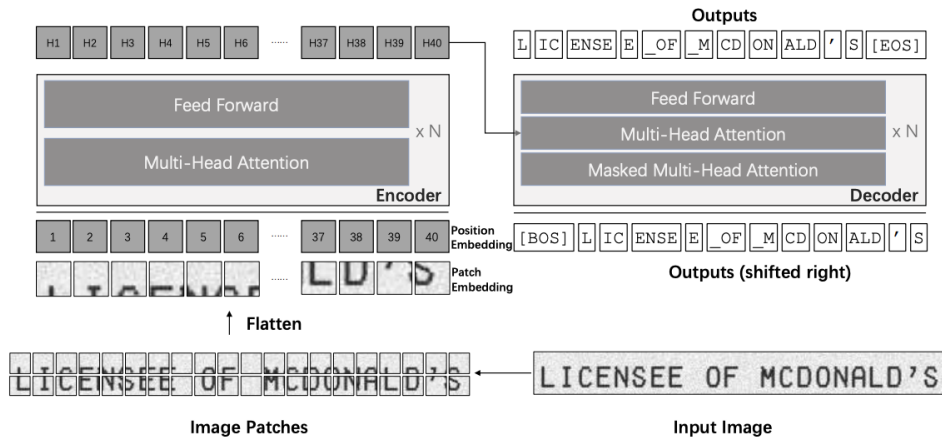 Outputs
H1 H2 H3 H4 H5 H6 ...... H37 H38 H39 H40
L IC ENSE E _OF _M CD ON ALD ' S [EOS]
Feed Forward
Multi-Head Attention
x N
Encoder
Feed Forward
Multi-Head Attention
Masked Multi-Head Attention
x N
Decoder
1 2 3 4 5 6 ...... 37 38 39 40
Position Embedding
[BOS] L IC ENSE E _OF _M CD ON ALD ' S
LICENSE ...... LD'S
Patch Embedding
Outputs (shifted right)
Flatten
LICENSEE OF MCDONALD'S
LICENSEE OF MCDONALD'S
Image Patches
Input Image